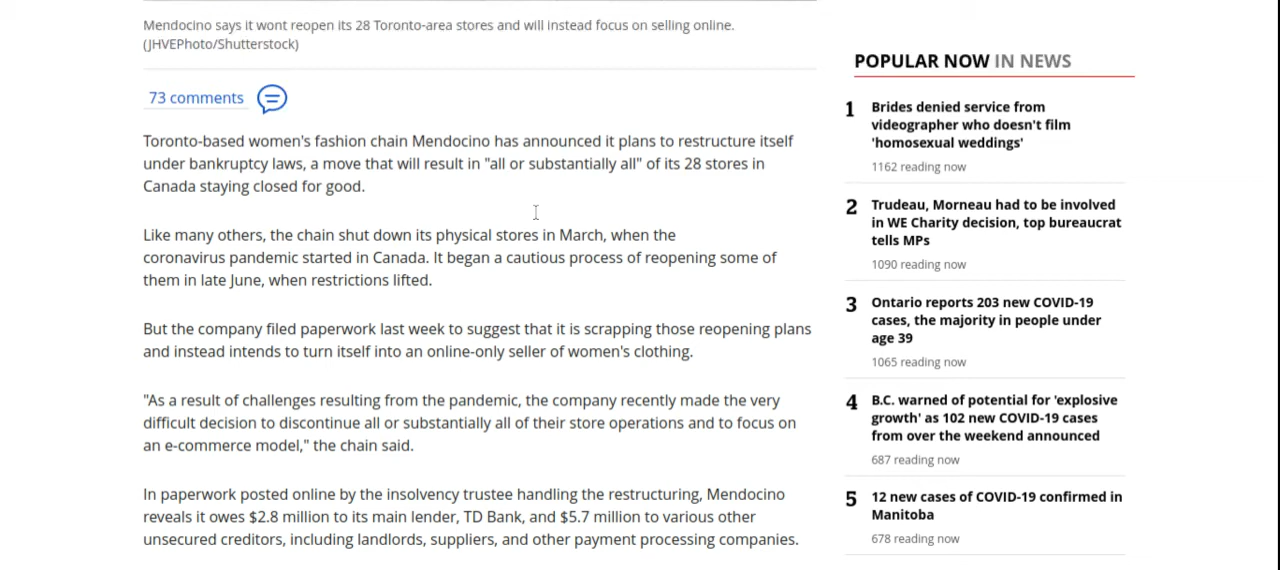 Mendocino says it wont reopen its 28 Toronto-area stores and will instead focus on selling online.
(JHVEPhoto/Shutterstock)
73 comments
Toronto-based women's fashion chain Mendocino has announced it plans to restructure itself
under bankruptcy laws, a move that will result in "all or substantially all" of its 28 stores in
Canada staying closed for good.
Like many others, the chain shut down its physical stores in March, when the
coronavirus pandemic started in Canada. It began a cautious process of reopening some of
them in late June, when restrictions lifted.
But the company filed paperwork last week to suggest that it is scrapping those reopening plans
and instead intends to turn itself into an online-only seller of women's clothing.
"As a result of challenges resulting from the pandemic, the company recently made the very
difficult decision to discontinue all or substantially all of their store operations and to focus on
an e-commerce model," the chain said.
In paperwork posted online by the insolvency trustee handling the restructuring, Mendocino
reveals it owes $2.8 million to its main lender, TD Bank, and $5.7 million to various other
unsecured creditors, including landlords, suppliers, and other payment processing companies.
POPULAR NOW IN NEWS
1 Brides denied service from
videographer who doesn't film
'homosexual weddings'
1162 reading now
2 Trudeau, Morneau had to be involved
in WE Charity decision, top bureaucrat
tells MPs
1090 reading now
3 Ontario reports 203 new COVID-19
cases, the majority in people under
age 39
1065 reading now
4 B.C. warned of potential for 'explosive
growth' as 102 new COVID-19 cases
from over the weekend announced
687 reading now
5 12 new cases of COVID-19 confirmed in
Manitoba
678 reading now